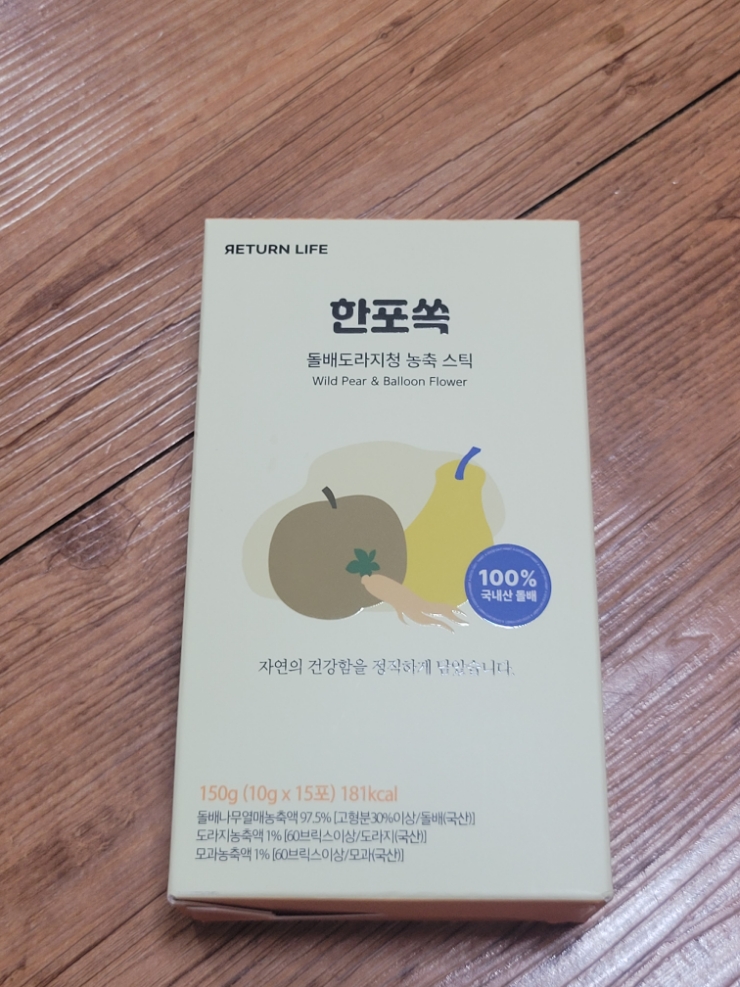 RETURN LIFE
한포쏙
돌배도라지청 농축 스틱
Wild Pear & Balloon Flower
100%
국내산 돌배
자연의 건강함을 정직하게 담았습니다.
150g (10g x 15포) 181kcal
돌배나무열매농축액 97.5% [고형분30%이상/돌배(국산)]
도라지농축액 1% [60브릭스이상/도라지(국산)]
모과농축액 1% [60브릭스이상/모과(국산)]